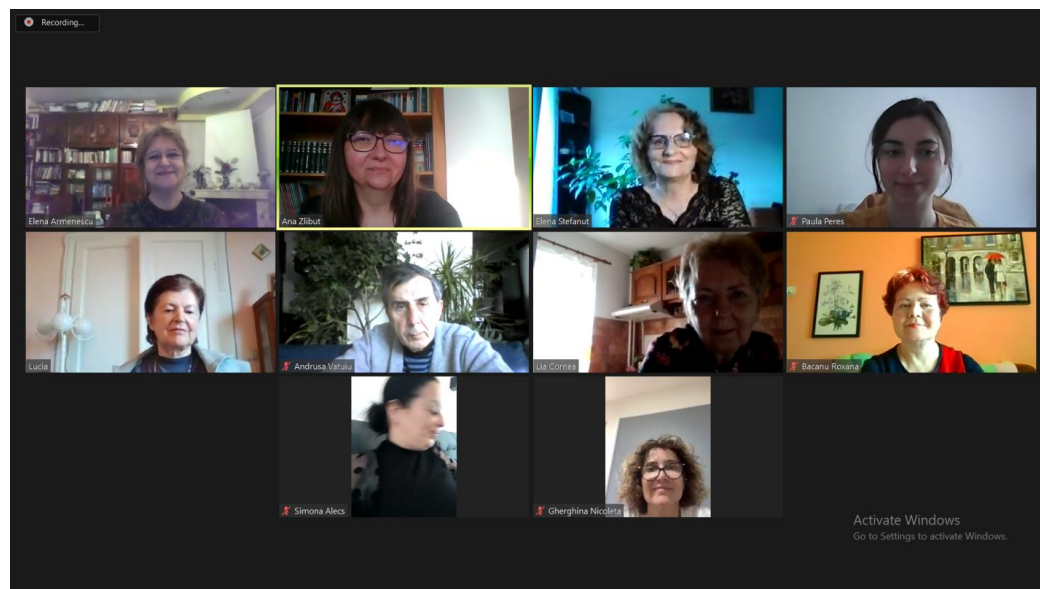 Recording...
Elena Armenescu
Ana Zlibut
Elena Stefanut
Paula Peres
Lucia
Andrusa Vatuiu
Lia Cornea
Bacanu Roxana
Simona Alecs
Gherghina Nicoleta
Activate Windows
Go to Settings to activate Windows.